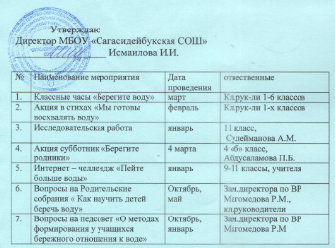 Утверждаю:
Директор МБОУ «Сагасидейбукская СОШ»
Исмаилова И.И.
№ Наименование мероприятия Дата проведения отвественные
1. Классные часы «Берегите воду» март Кл.рук-ли 1-6 классов
2. Акция в стихах «Мы готовы восхвалять воду» февраль Кл.рук-ли 1-х классов
3. Исследовательская работа январь 11 класс, Сулейманова А.М.
4. Акция субботник «Берегите родники» 4 марта 4 «б» класс, Абдусаламова П.Б.
5. Интернет – челлендж «Пейте больше воды» январь 9-11 классы, учителя
6. Вопросы на Родительские собрания « Как научить детей беречь воду» Октябрь, май Зам.директора по ВР Магомедова Р.М., кл.руководители
7. Вопросы на педсовет «О методах формирования у учащихся бережного отношения к воде» Октябрь, январь Зам.директора по ВР Магомедова Р.М